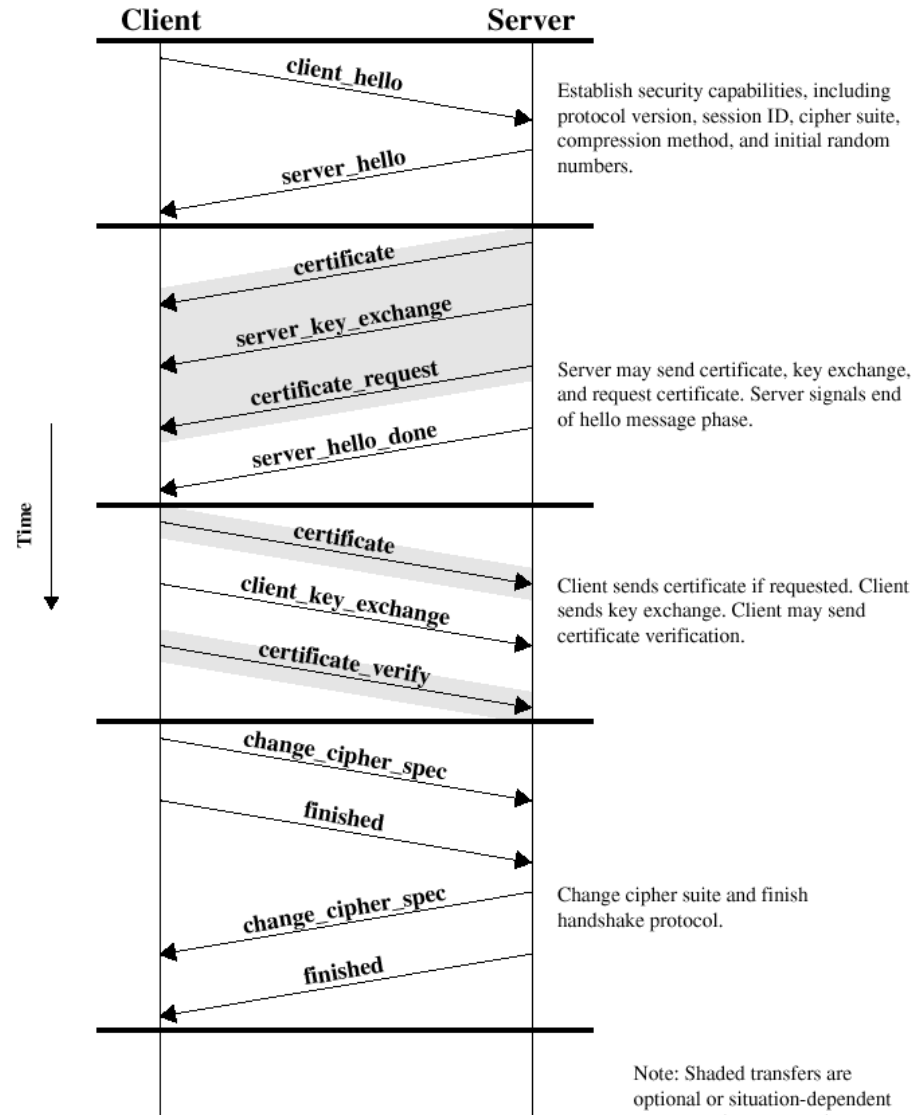 Client
Server
client_hello
Establish security capabilities, including
protocol version, session ID, cipher suite,
compression method, and initial random
numbers.
server_hello
certificate
server_key_exchange
certificate_request
Server may send certificate, key exchange,
and request certificate. Server signals end
of hello message phase.
server_hello_done
Time
certificate
client_key_exchange
Client sends certificate if requested. Client
sends key exchange. Client may send
certificate verification.
certificate_verify
change_cipher_spec
finished
change_cipher_spec
Change cipher suite and finish
handshake protocol.
finished
Note: Shaded transfers are
optional or situation-dependent